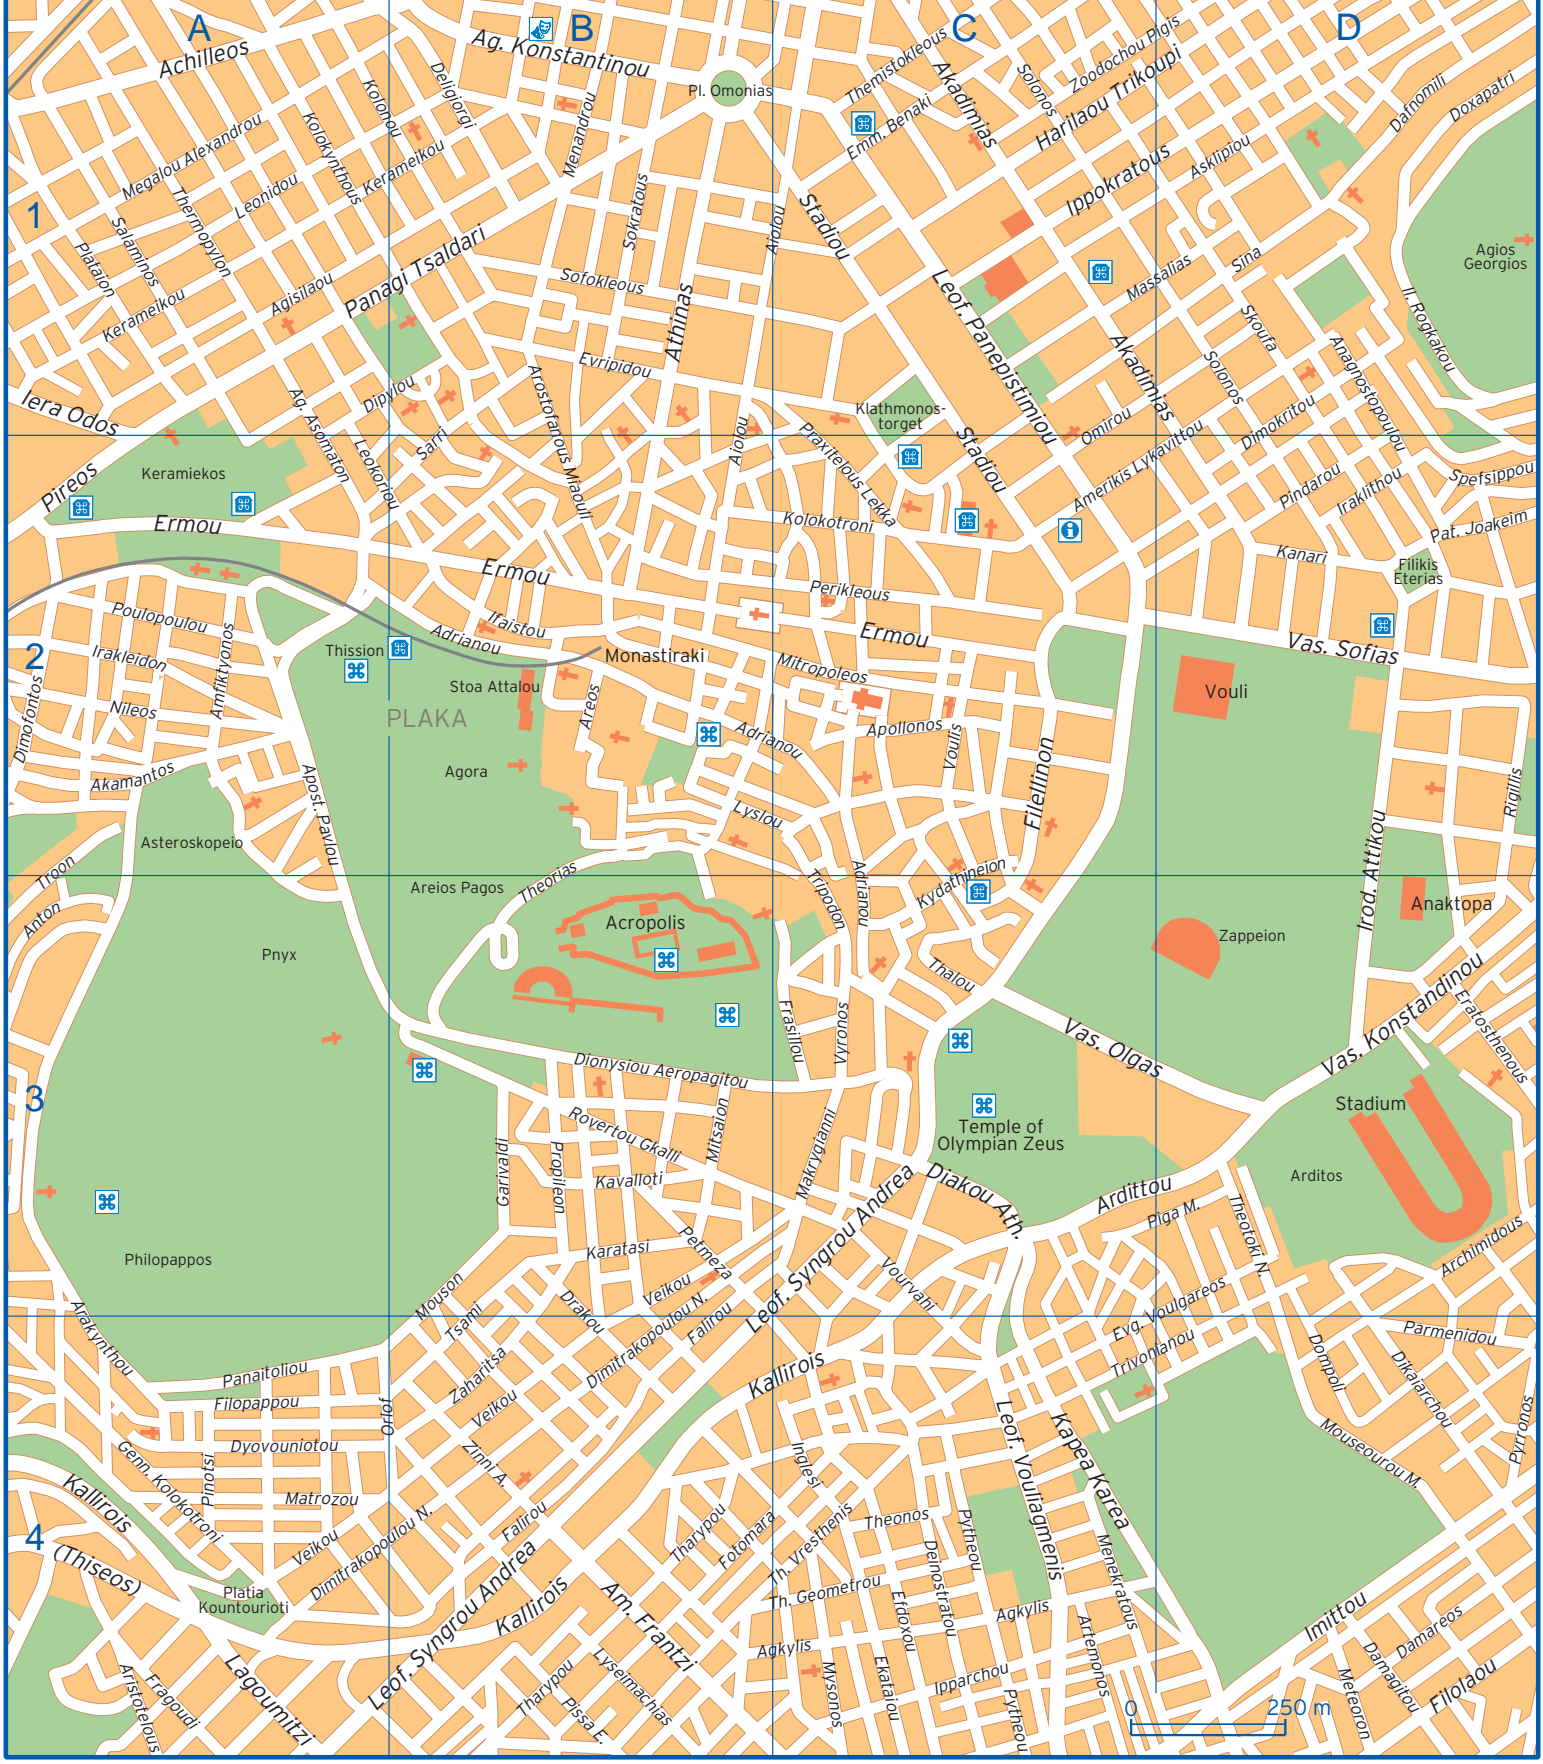 A
B
C
D
1
2
3
4
Achilleos
Ag. Konstantinou
Pl. Omonias
Themistokleous
Emm. Benaki
Akadimias
Solonos
Zoodochou Pigis
Harilaou Trikoupi
Ippokratous
Asklipiou
Dafnomili
Doxapatri
Kolonou
Deligiorgi
Menandrou
Megalou Alexandrou
Kolokynthous
Kerameikou
Leonidou
Thermopylon
Salaminos
Plataion
Kerameikou
Agisilaou
Panagi Tsaldari
Sokratous
Sofokleous
Athinas
Aiolou
Stadiou
Evripidou
Leof. Panepistimiou
Massalias
Sina
Skoufa
Akadimias
Solonos
Anagnostopoulou
Il. Rogkakou
Agios
Georgios
Iera Odos
Dipylou
Ag. Asomaton
Sarri
Leokoriou
Arostofanous
Miaouli
Aiolou
Klathmonos-
torget
Praxitelous
Lekka
Stadiou
Omirou
Amerikis
Lykavittou
Dimokritou
Pindarou
Iraklithou
Spefsippou
Pat. Joakeim
Pireos
Keramiekos
Ermou
Ermou
Kolokotroni
Perikleous
Ermou
Kanari
Filikis
Eterias
Vas. Sofias
Poulopoulou
Irakleidon
Nileos
Dimofontos
Amfiktyonos
Akamantos
Thission
Adrianou
Ifaistou
Monastiraki
Stoa Attalou
PLAKA
Agora
Areos
Mitropoleos
Apollonos
Voulis
Adrianou
Filellinon
Vouli
Rigillis
Lyslou
Apost. Pavlou
Asteroskopeio
Troon
Anton
Areios Pagos
Theorias
Acropolis
Tripodon
Adrianou
Kydathineion
Irod. Attikou
Anaktopa
Zappeion
Pnyx
Thalou
Frasillou
Vyronos
Vas. Olgas
Vas. Konstandinou
Eratosthenous
Dionysiou Aeropagitou
Rovertou Gkalli
Mitsaion
Makrygianni
Garivaldi
Propileon
Kavalloti
Karatasi
Petmeza
Temple of
Olympian Zeus
Stadium
Arditos
Diakou Ath.
Ardittou
Piga M.
Theotoki N.
Archimidous
Philopappos
Mouson
Tsami
Drakou
Veikou
Dimitrakopoulou N.
Falirou
Leof. Syngrou Andrea
Vourvahi
Evg. Voulgareos
Trivonianou
Parmenidou
Dompoli
Dikaiarchou
Mouseourou M.
Pyrronos
Arakynthou
Panaitoliou
Filopappou
Dyovouniotou
Orlof
Zaharitsa
Veikou
Kallirois
Zinni A.
Pinotsi
Matrozou
Genn. Kolokotroni
Kallirois
(Thiseos)
Veikou
Dimitrakopoulou N.
Falirou
Platia
Kountourioti
Leof. Syngrou Andrea
Kallirois
Am. Frantzi
Tharypou
Fotomara
Inglesi
Th. Vresthenis
Theonos
Th. Geometrou
Pytheou
Deinostratou
Efdoxou
Agkylis
Agkylis
Leof. Vouliagmenis
Kapea Karea
Menekratous
Artemonos
Imittou
Lagoumitzi
Fragoudi
Aristotelous
Tharypou
Pissa E.
Lyseimachias
Mysonos
Ekataiou
Ipparchou
Pytheou
Meteoron
Damagitou
Damareos
Filolaou
0
250 m